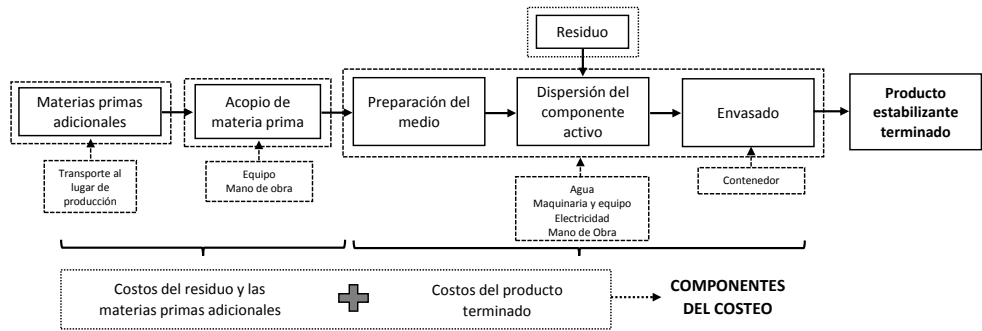 Residuo
Materias primas
adicionales
Acopio de
materia prima
Preparación del
medio
Dispersión del
componente
activo
Envasado
Producto
estabilizante
terminado
Transporte al
lugar de
producción
Equipo
Mano de obra
Agua
Maquinaria y equipo
Electricidad
Mano de Obra
Contenedor
Costos del residuo y las
materias primas adicionales
Costos del producto
terminado
COMPONENTES
DEL COSTEO